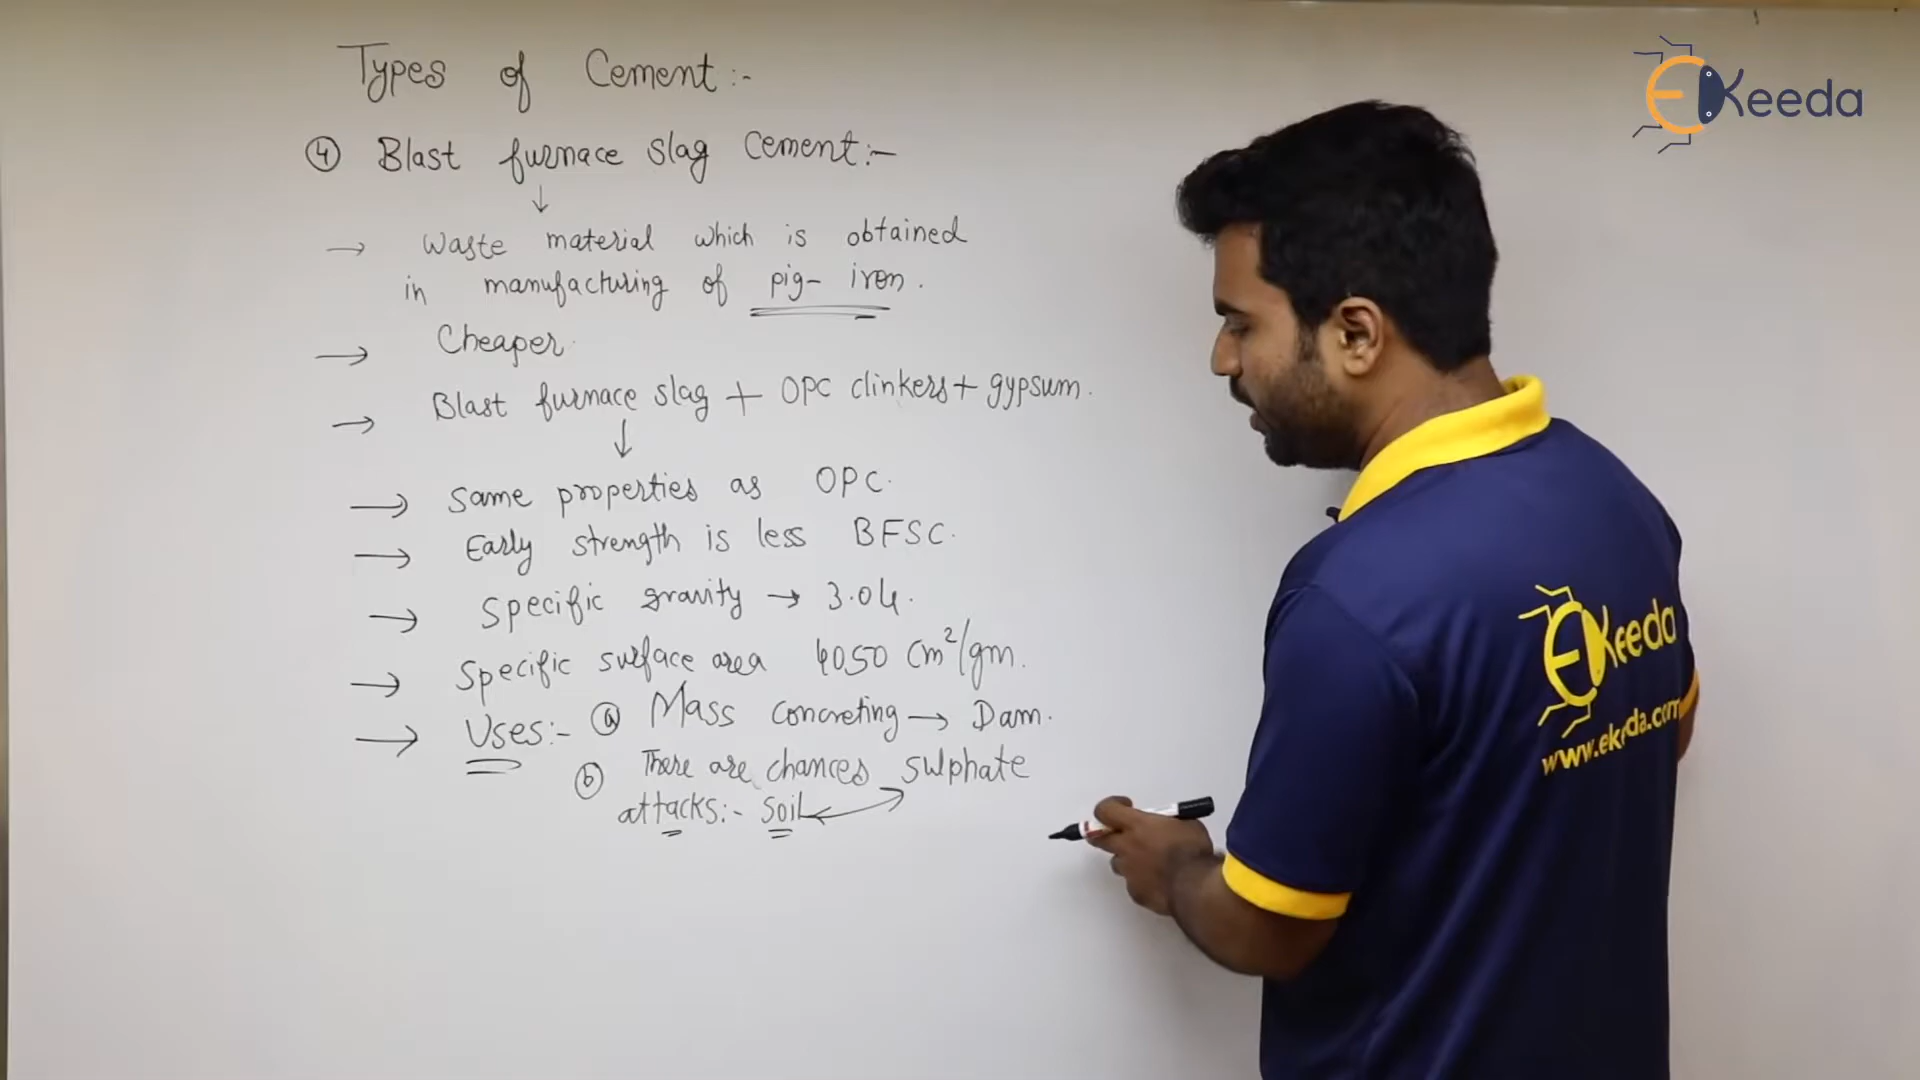 Types of Cement:-
④ Blast furnace slag Cement:-
↓
→ Waste material which is obtained
in manufacturing of pig-iron.
→ Cheaper.
→ Blast furnace slag + OPC clinkers + gypsum.
↓
→ Same properties as OPC.
→ Early strength is less BFSC.
→ Specific gravity → 3.04.
→ Specific surface area 4050 cm²/gm.
→ Uses:- ⓐ Mass concreting → Dam.
ⓑ There are chances sulphate
attacks:- Soil
EKeeda
EKeeda
www.ekeeda.com